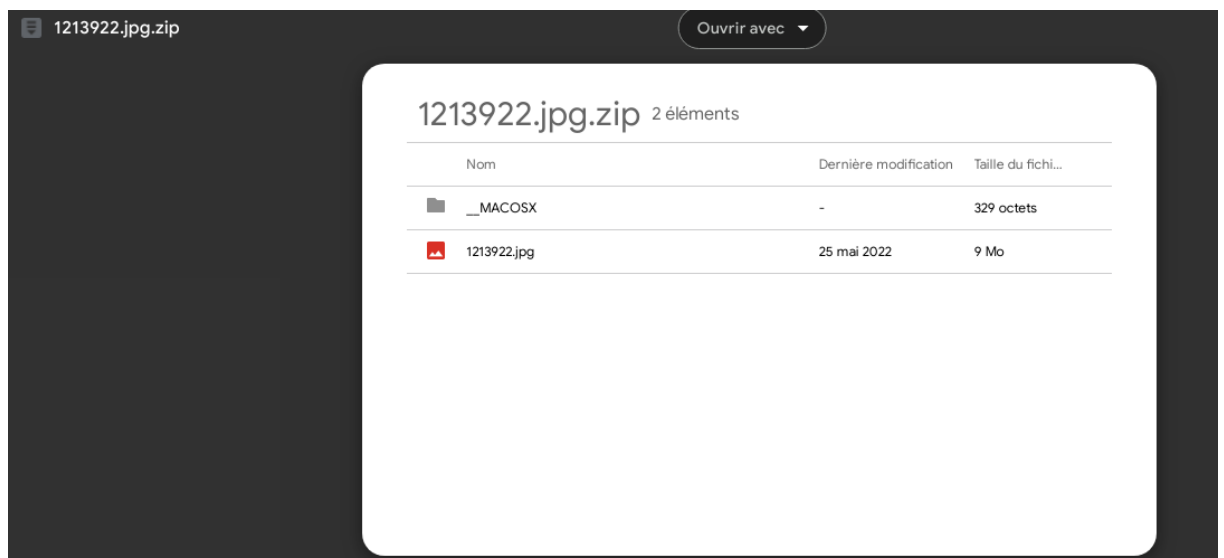 1213922.jpg.zip
Ouvrir avec
1213922.jpg.zip 2 éléments
Nom Dernière modification Taille du fichi...
__MACOSX - 329 octets
1213922.jpg 25 mai 2022 9 Mo